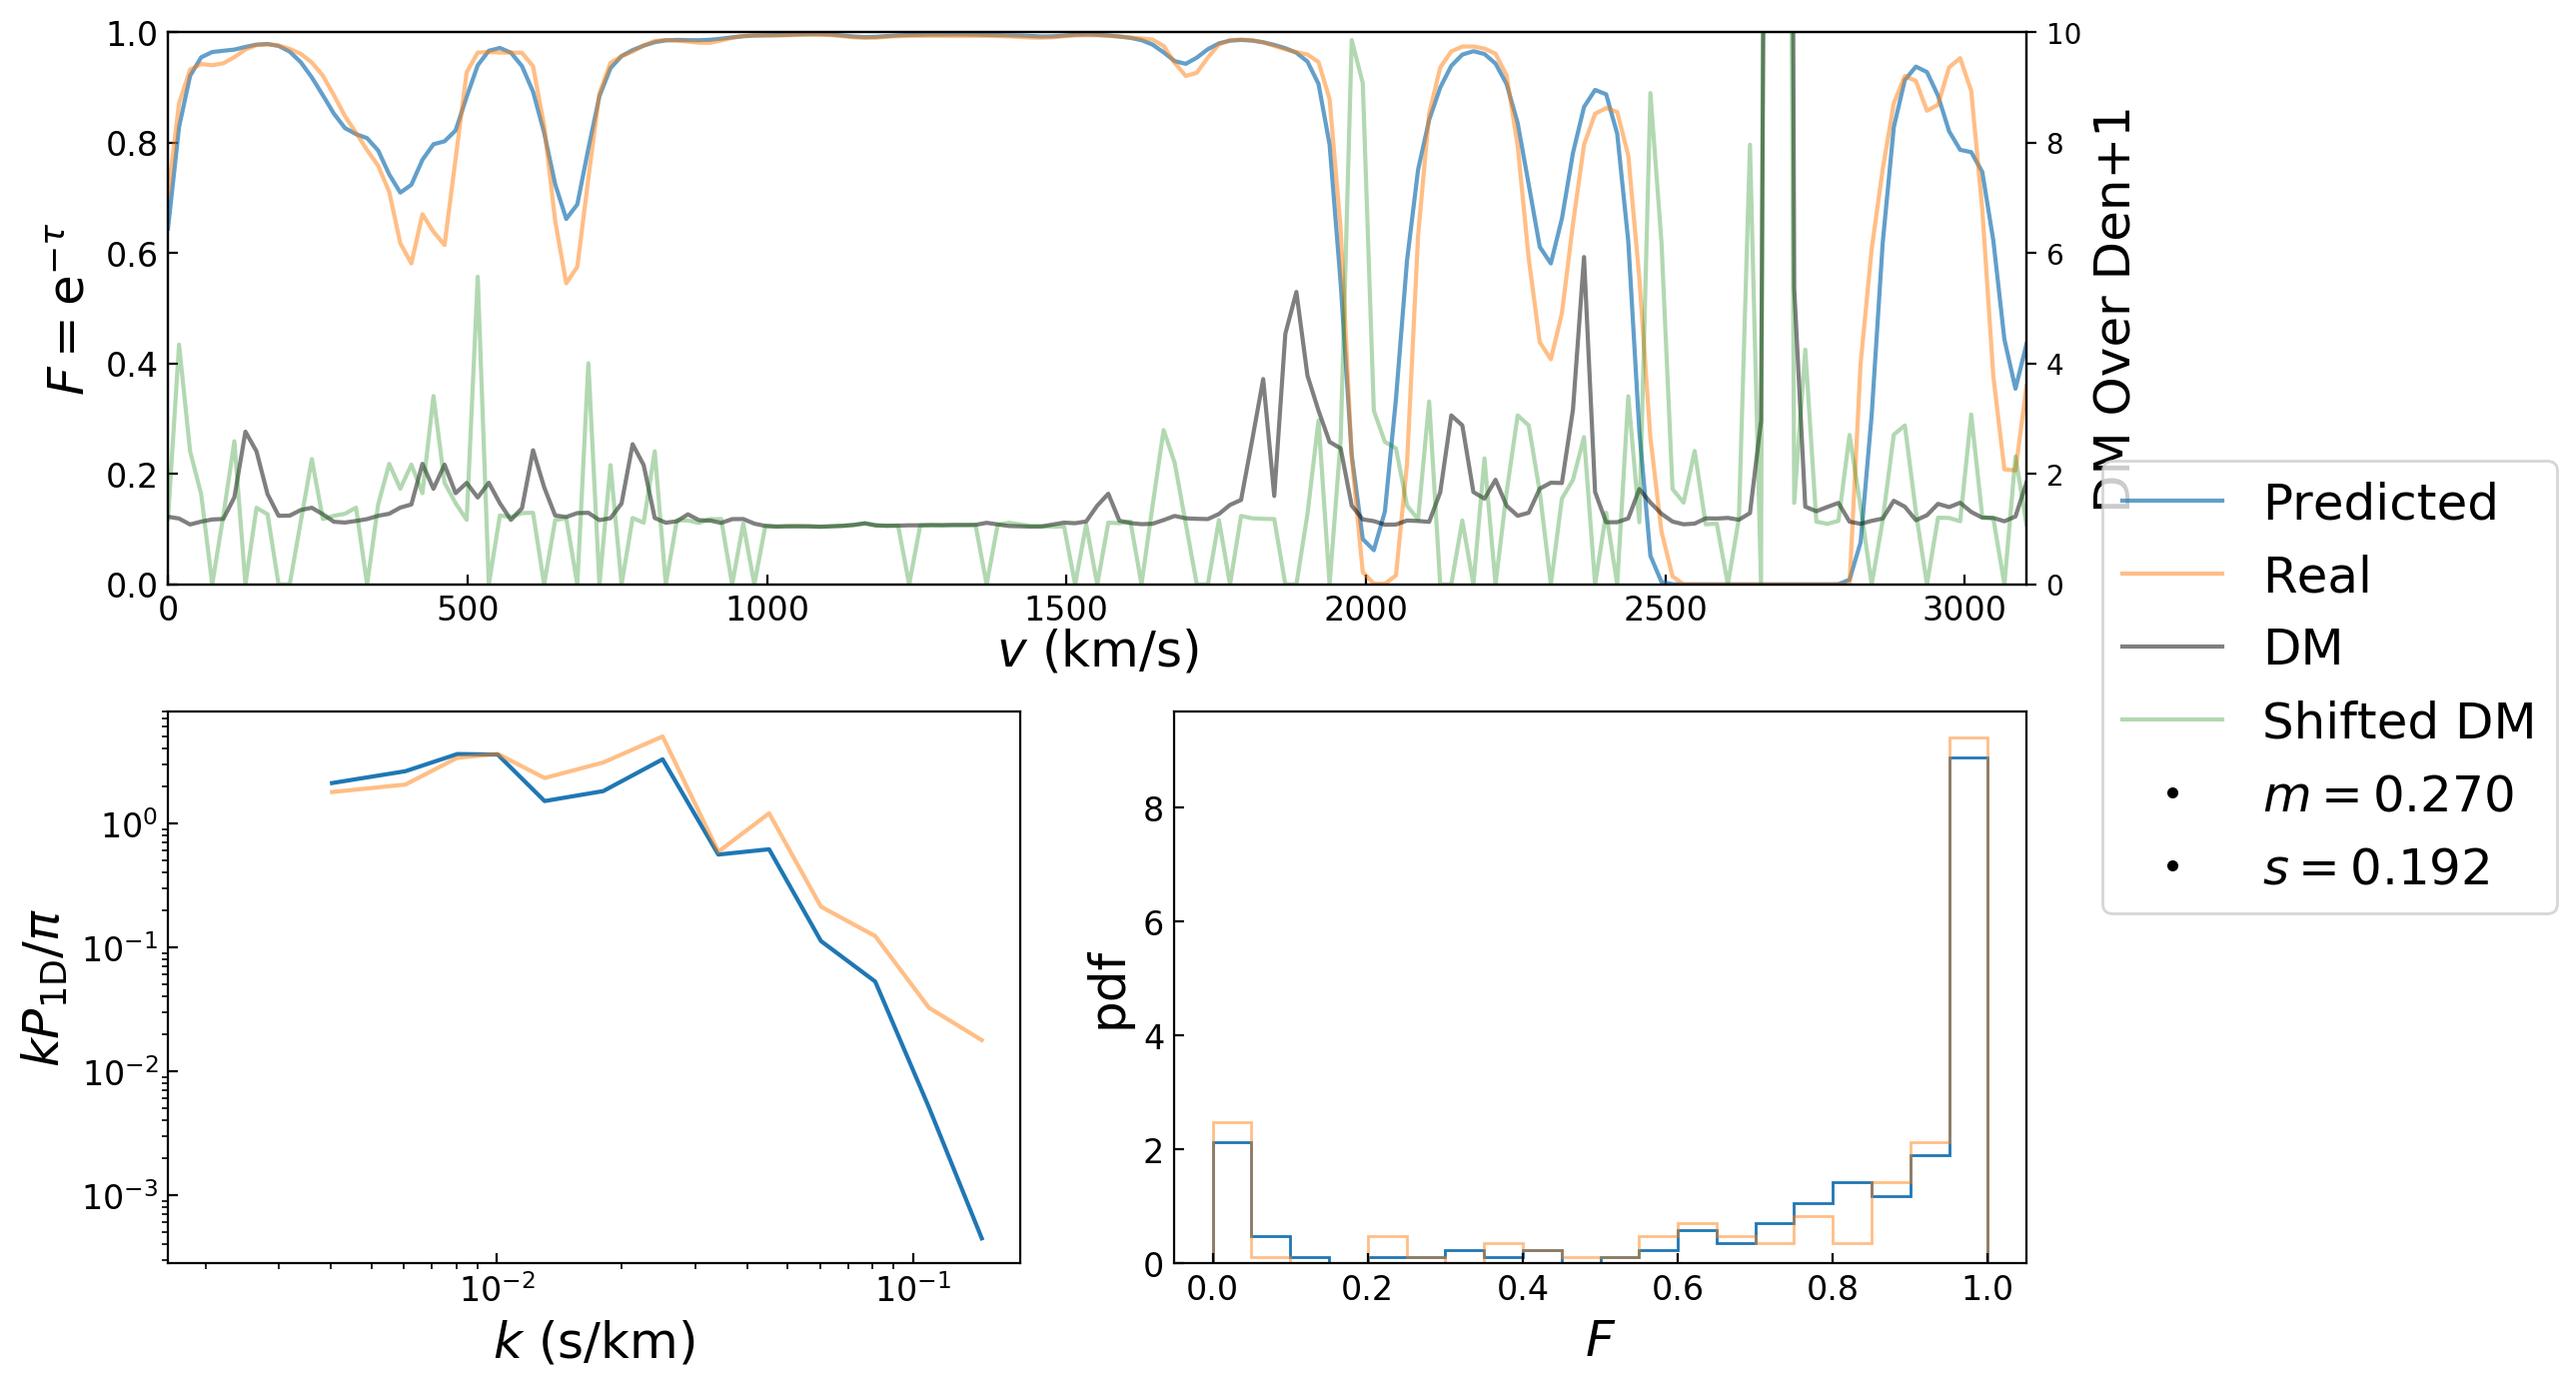 1.0
0.8
0.6
0.4
0.2
0.0
F = e^{−τ}
10
8
6
4
2
0
DM Over Den+1
0 500 1000 1500 2000 2500 3000
v (km/s)
Predicted
Real
DM
Shifted DM
m = 0.270
s = 0.192
10^0
10^{−1}
10^{−2}
10^{−3}
kP_{1D}/π
10^{−2} 10^{−1}
k (s/km)
8
6
4
2
0
pdf
0.0 0.2 0.4 0.6 0.8 1.0
F